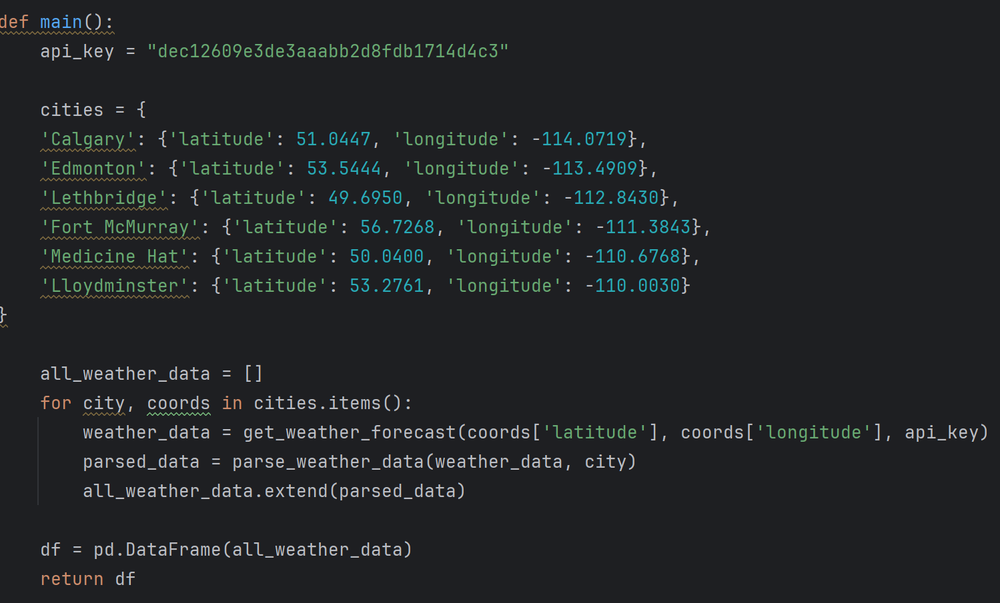 def main():
    api_key = "dec12609e3de3aaabb2d8fdb1714d4c3"
    cities = {
    'Calgary': {'latitude': 51.0447, 'longitude': -114.0719},
    'Edmonton': {'latitude': 53.5444, 'longitude': -113.4909},
    'Lethbridge': {'latitude': 49.6950, 'longitude': -112.8430},
    'Fort McMurray': {'latitude': 56.7268, 'longitude': -111.3843},
    'Medicine Hat': {'latitude': 50.0400, 'longitude': -110.6768},
    'Lloydminster': {'latitude': 53.2761, 'longitude': -110.0030}
}
    all_weather_data = []
    for city, coords in cities.items():
        weather_data = get_weather_forecast(coords['latitude'], coords['longitude'], api_key)
        parsed_data = parse_weather_data(weather_data, city)
        all_weather_data.extend(parsed_data)
    df = pd.DataFrame(all_weather_data)
    return df